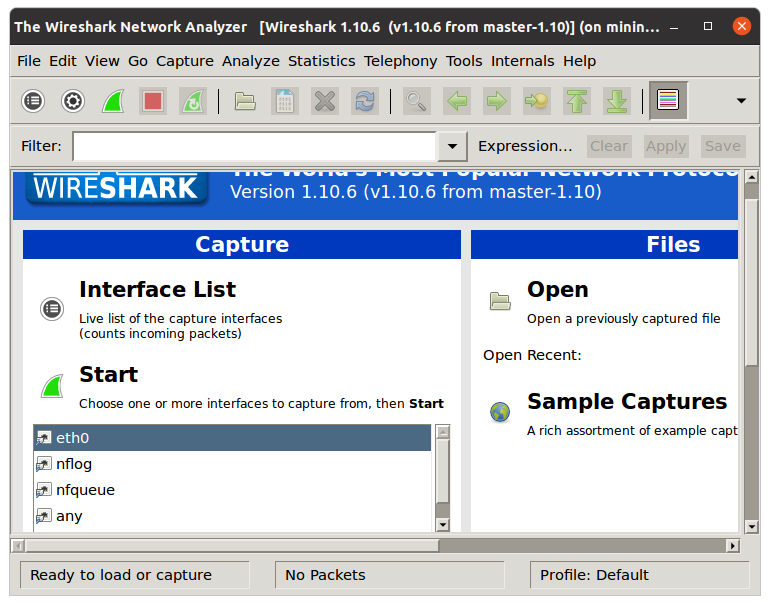 The Wireshark Network Analyzer [Wireshark 1.10.6 (v1.10.6 from master-1.10)] (on minin...
File Edit View Go Capture Analyze Statistics Telephony Tools Internals Help
Filter: Expression... Clear Apply Save
WIRESHARK
The World's Most Popular Network Protoco
Version 1.10.6 (v1.10.6 from master-1.10)
Capture
Interface List
Live list of the capture interfaces
(counts incoming packets)
Start
Choose one or more interfaces to capture from, then Start
eth0
nflog
nfqueue
any
Files
Open
Open a previously captured file
Open Recent:
Sample Captures
A rich assortment of example capt
Ready to load or capture
No Packets
Profile: Default